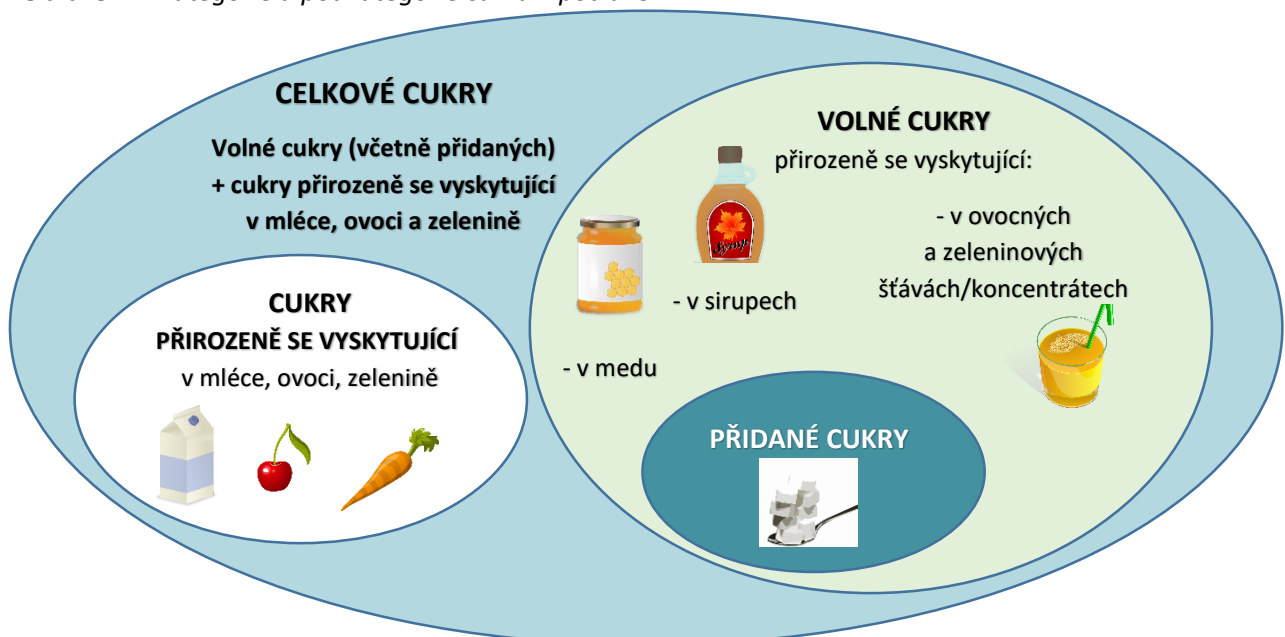 CELKOVÉ CUKRY
Volné cukry (včetně přidaných)
+ cukry přirozeně se vyskytující
v mléce, ovoci a zelenině
CUKRY
PŘIROZENĚ SE VYSKYTUJÍCÍ
v mléce, ovoci, zelenině
VOLNÉ CUKRY
přirozeně se vyskytující:
- v ovocných
a zeleninových
šťávách/koncentrátech
- v sirupech
Syrup
- v medu
PŘIDANÉ CUKRY